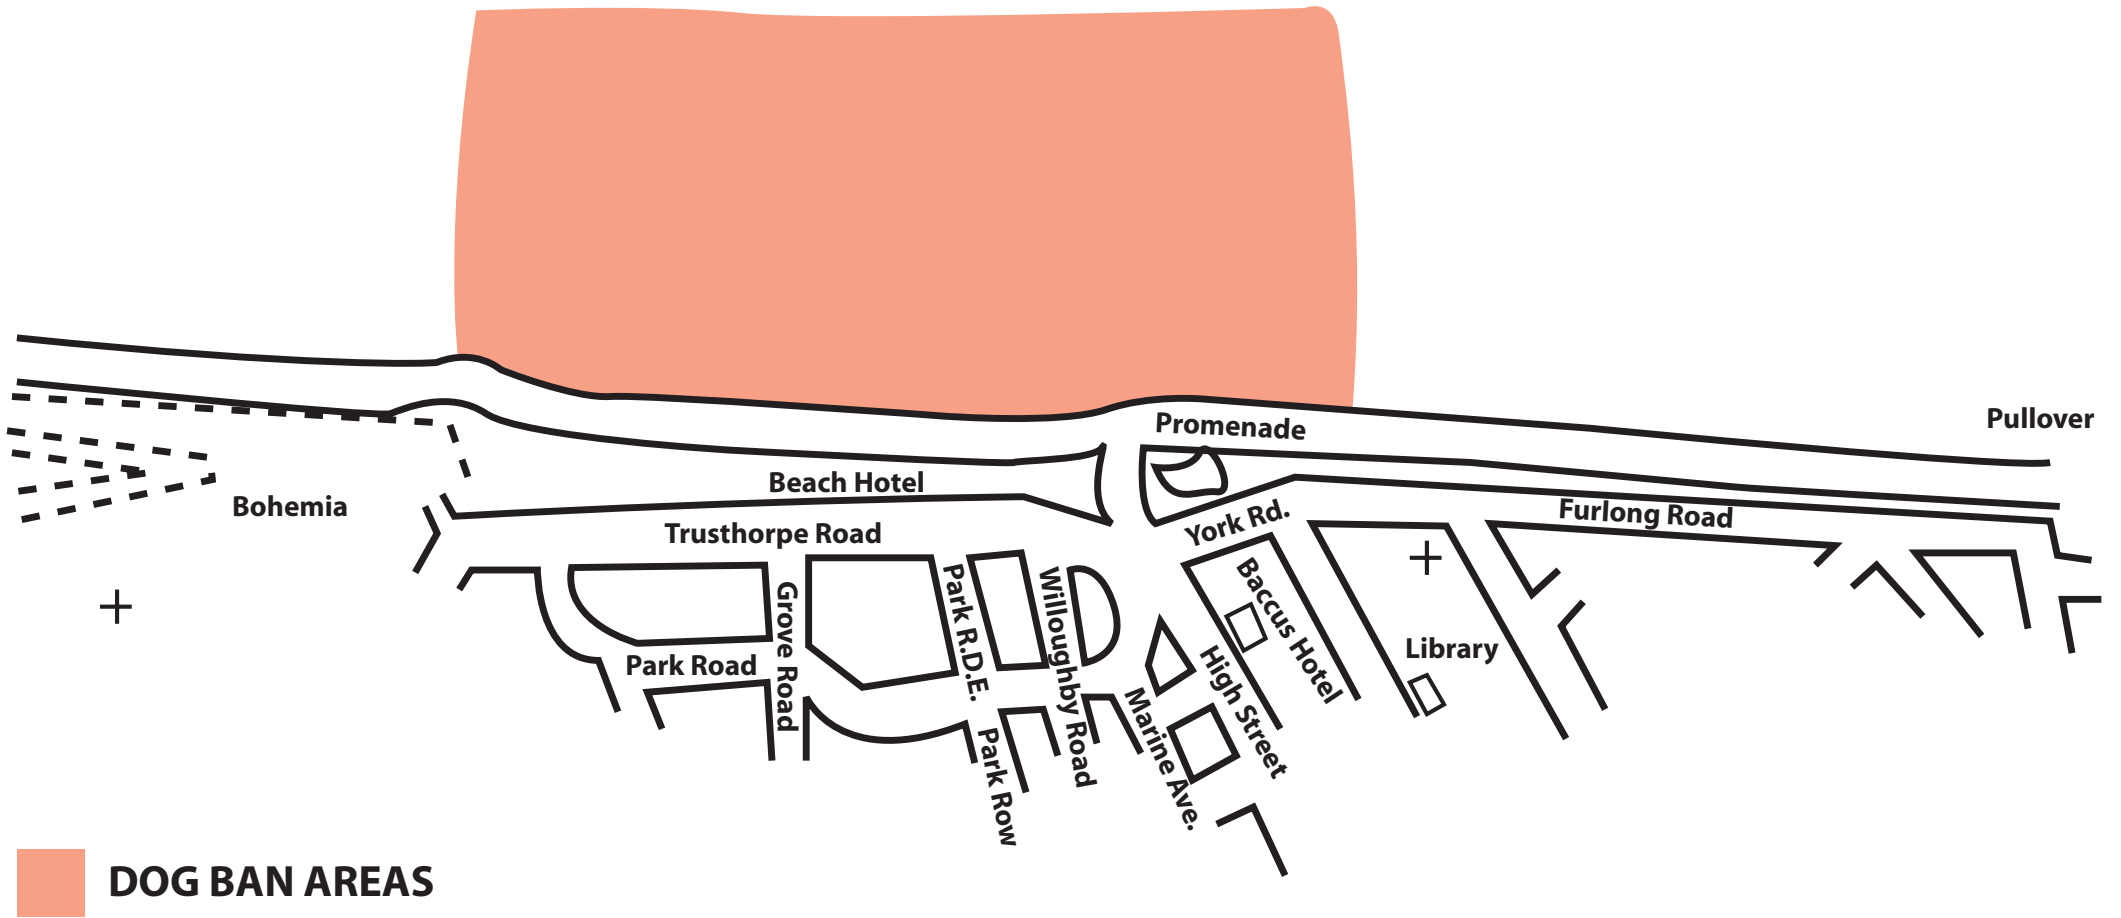 Pullover
Promenade
Beach Hotel
Bohemia
York Rd.
Furlong Road
Trusthorpe Road
Grove Road
Park R.D.E.
Willoughby Road
Baccus Hotel
Library
Park Road
High Street
Marine Ave.
Park Row
DOG BAN AREAS